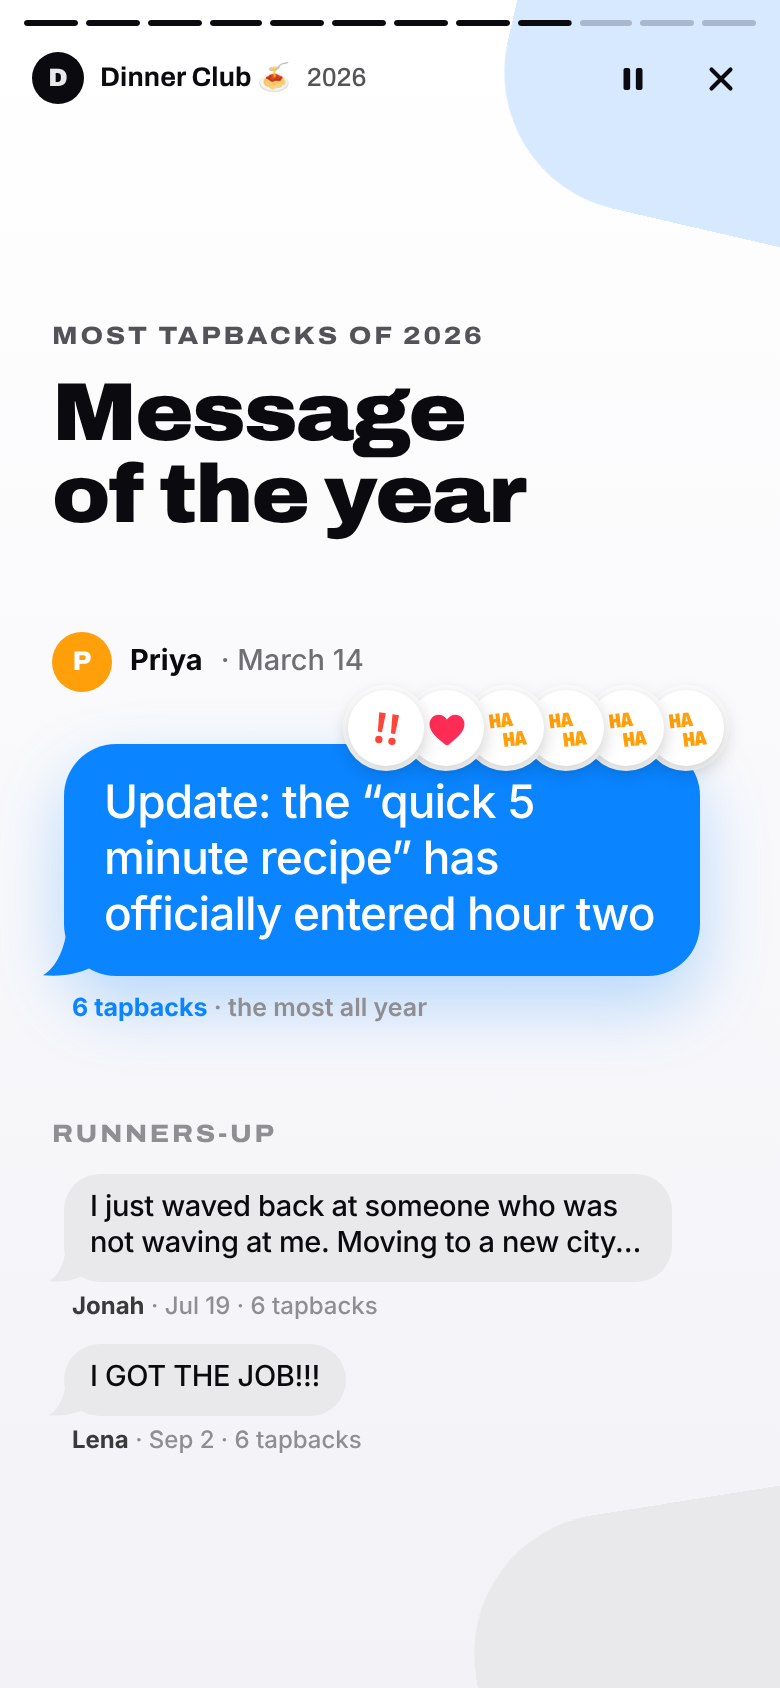 D Dinner Club 🍝 2026
MOST TAPBACKS OF 2026
Message
of the year
P Priya · March 14
!! HA HA HA HA HA HA HA HA
Update: the “quick 5
minute recipe” has
officially entered hour two
6 tapbacks · the most all year
RUNNERS-UP
I just waved back at someone who was
not waving at me. Moving to a new city...
Jonah · Jul 19 · 6 tapbacks
I GOT THE JOB!!!
Lena · Sep 2 · 6 tapbacks